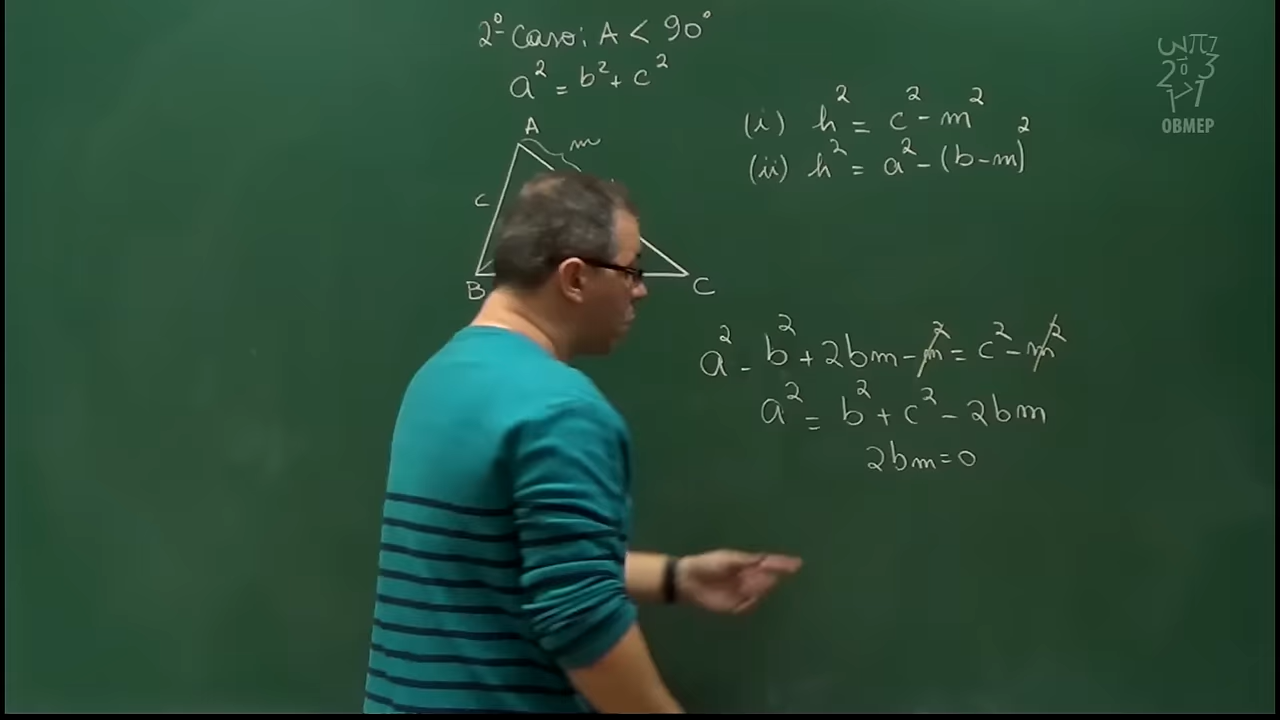 2º Caso: A < 90°
a² = b² + c²
A
m
c
B
C
(i) h² = c² - m²
(ii) h² = a² - (b-m)²
a² - b² + 2bm - m² = c² - m²
a² = b² + c² - 2bm
2bm = 0
OBMEP